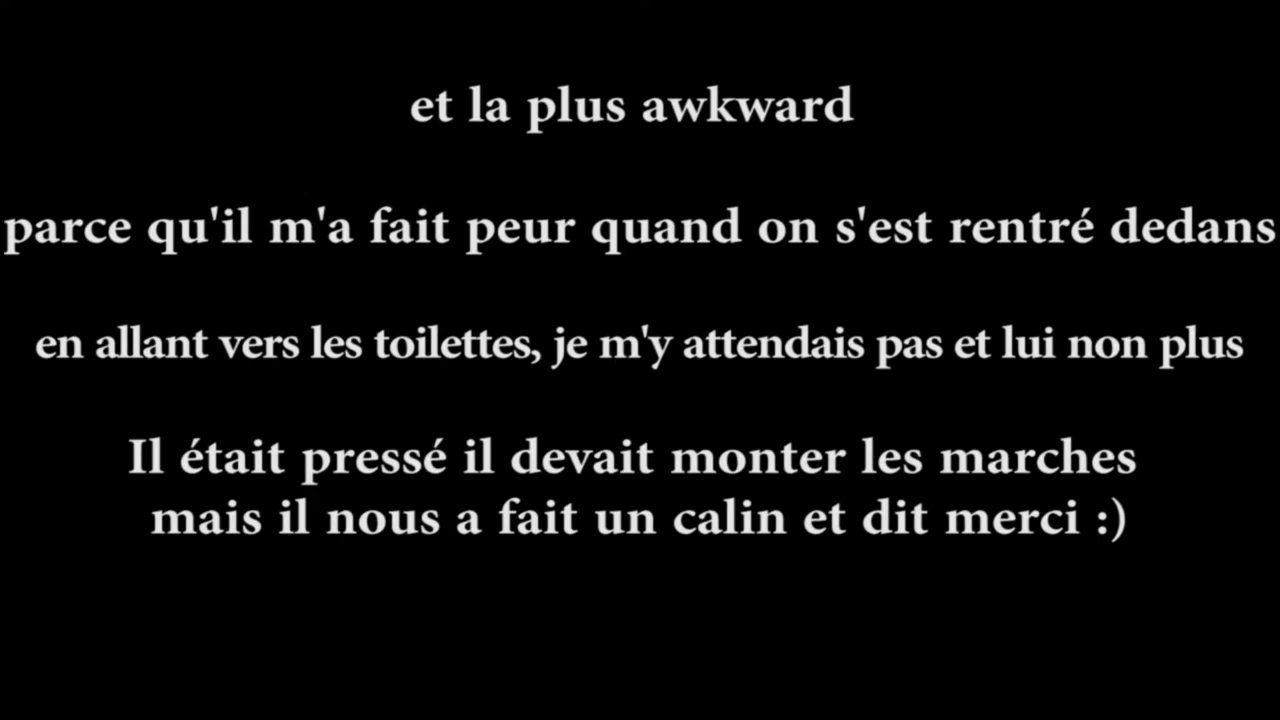 et la plus awkward
parce qu'il m'a fait peur quand on s'est rentré dedans
en allant vers les toilettes, je m'y attendais pas et lui non plus
Il était pressé il devait monter les marches
mais il nous a fait un calin et dit merci :)